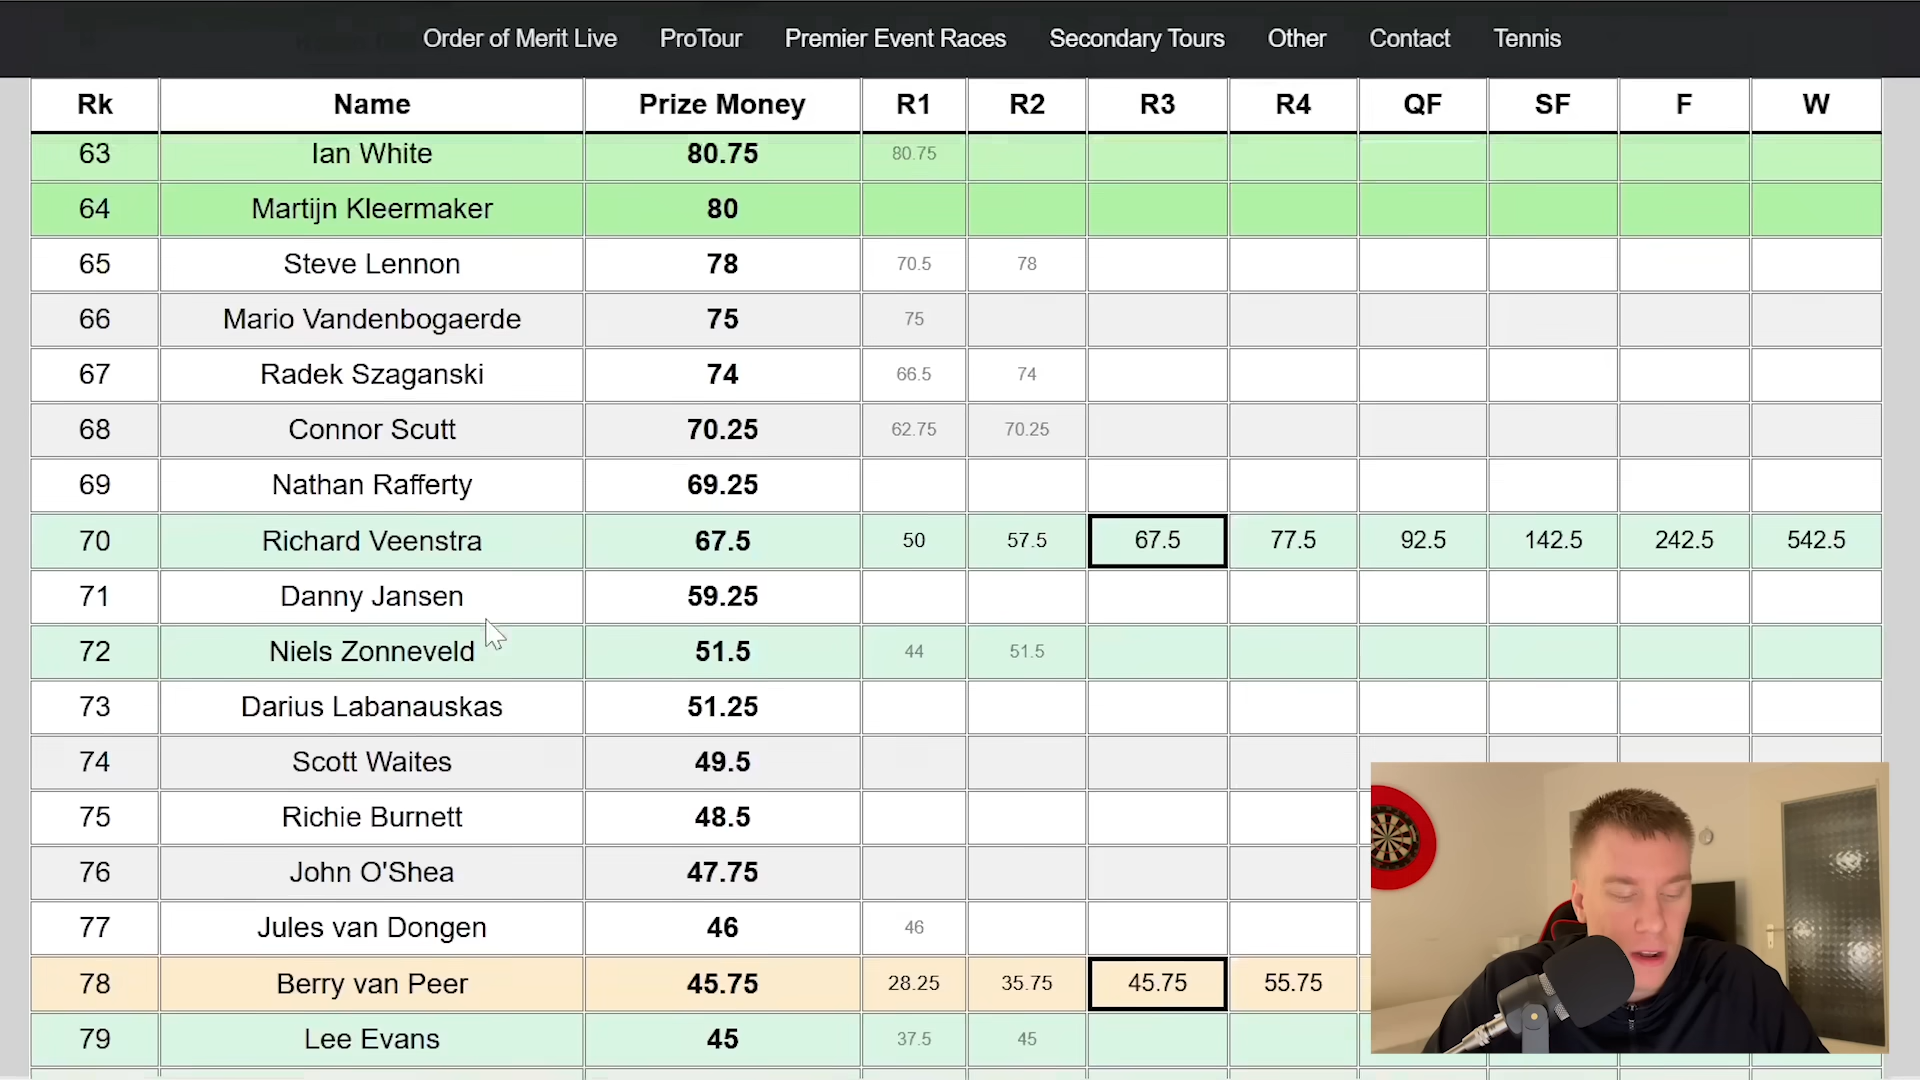 Order of Merit Live ProTour Premier Event Races Secondary Tours Other Contact Tennis
Rk Name Prize Money R1 R2 R3 R4 QF SF F W
63 Ian White 80.75 80.75
64 Martijn Kleermaker 80
65 Steve Lennon 78 70.5 78
66 Mario Vandenbogaerde 75 75
67 Radek Szaganski 74 66.5 74
68 Connor Scutt 70.25 62.75 70.25
69 Nathan Rafferty 69.25
70 Richard Veenstra 67.5 50 57.5 67.5 77.5 92.5 142.5 242.5 542.5
71 Danny Jansen 59.25
72 Niels Zonneveld 51.5 44 51.5
73 Darius Labanauskas 51.25
74 Scott Waites 49.5
75 Richie Burnett 48.5
76 John O'Shea 47.75
77 Jules van Dongen 46 46
78 Berry van Peer 45.75 28.25 35.75 45.75 55.75
79 Lee Evans 45 37.5 45